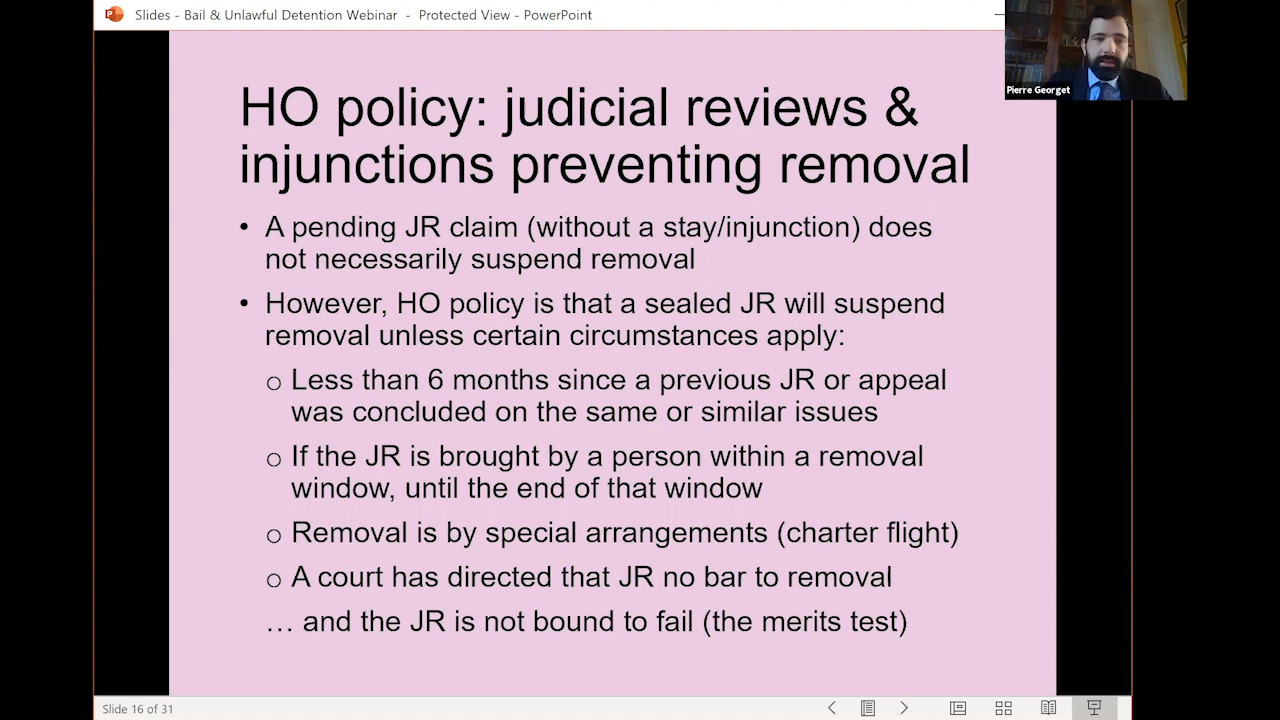 Slides - Bail & Unlawful Detention Webinar - Protected View - PowerPoint
Pierre Georget
HO policy: judicial reviews &
injunctions preventing removal
• A pending JR claim (without a stay/injunction) does
not necessarily suspend removal
• However, HO policy is that a sealed JR will suspend
removal unless certain circumstances apply:
o Less than 6 months since a previous JR or appeal
was concluded on the same or similar issues
o If the JR is brought by a person within a removal
window, until the end of that window
o Removal is by special arrangements (charter flight)
o A court has directed that JR no bar to removal
… and the JR is not bound to fail (the merits test)
Slide 16 of 31